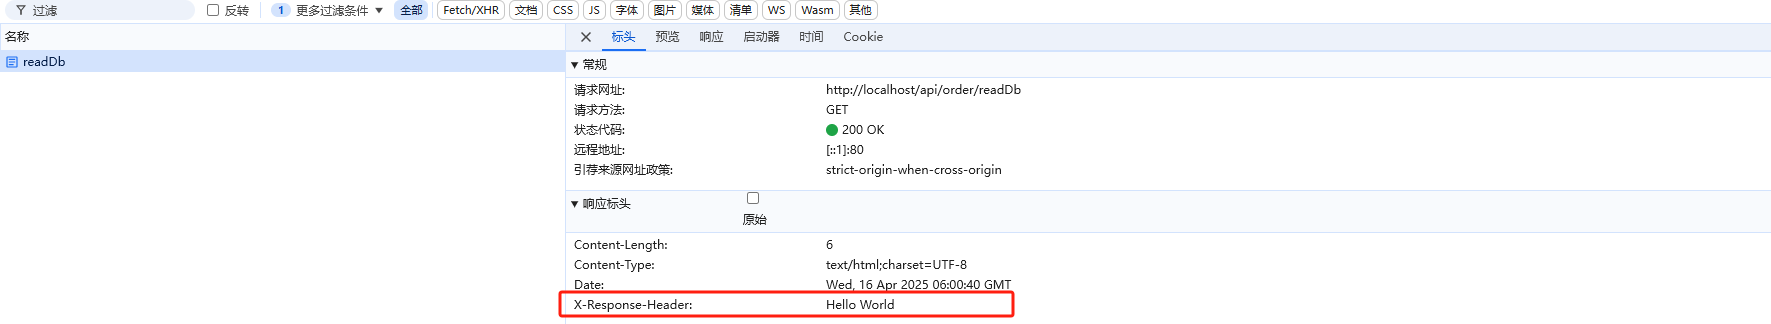 过滤 反转 1 更多过滤条件 全部 Fetch/XHR 文档 CSS JS 字体 图片 媒体 清单 WS Wasm 其他
名称 标头 预览 响应 启动器 时间 Cookie
readDb
常规
请求网址: http://localhost/api/order/readDb
请求方法: GET
状态代码: 200 OK
远程地址: [::1]:80
引荐来源网址政策: strict-origin-when-cross-origin
响应标头
原始
Content-Length: 6
Content-Type: text/html;charset=UTF-8
Date: Wed, 16 Apr 2025 06:00:40 GMT
X-Response-Header: Hello World